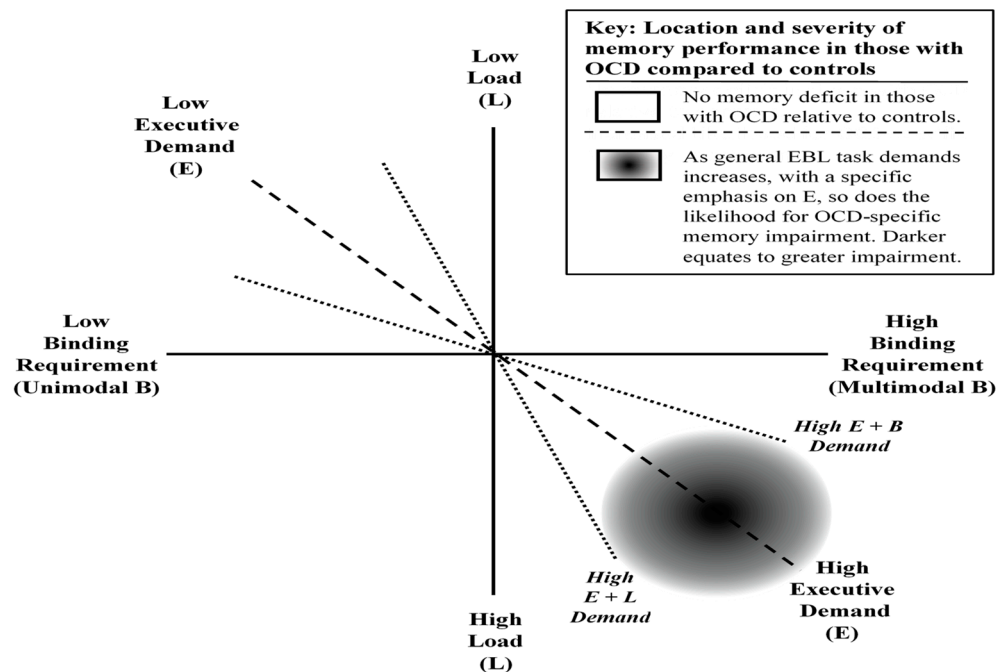 Key: Location and severity of
memory performance in those with
OCD compared to controls
No memory deficit in those
with OCD relative to controls.
As general EBL task demands
increases, with a specific
emphasis on E, so does the
likelihood for OCD-specific
memory impairment. Darker
equates to greater impairment.
Low
Load
(L)
Low
Executive
Demand
(E)
Low
Binding
Requirement
(Unimodal B)
High
Binding
Requirement
(Multimodal B)
High E + B
Demand
High
E + L
Demand
High
Executive
Demand
(E)
High
Load
(L)